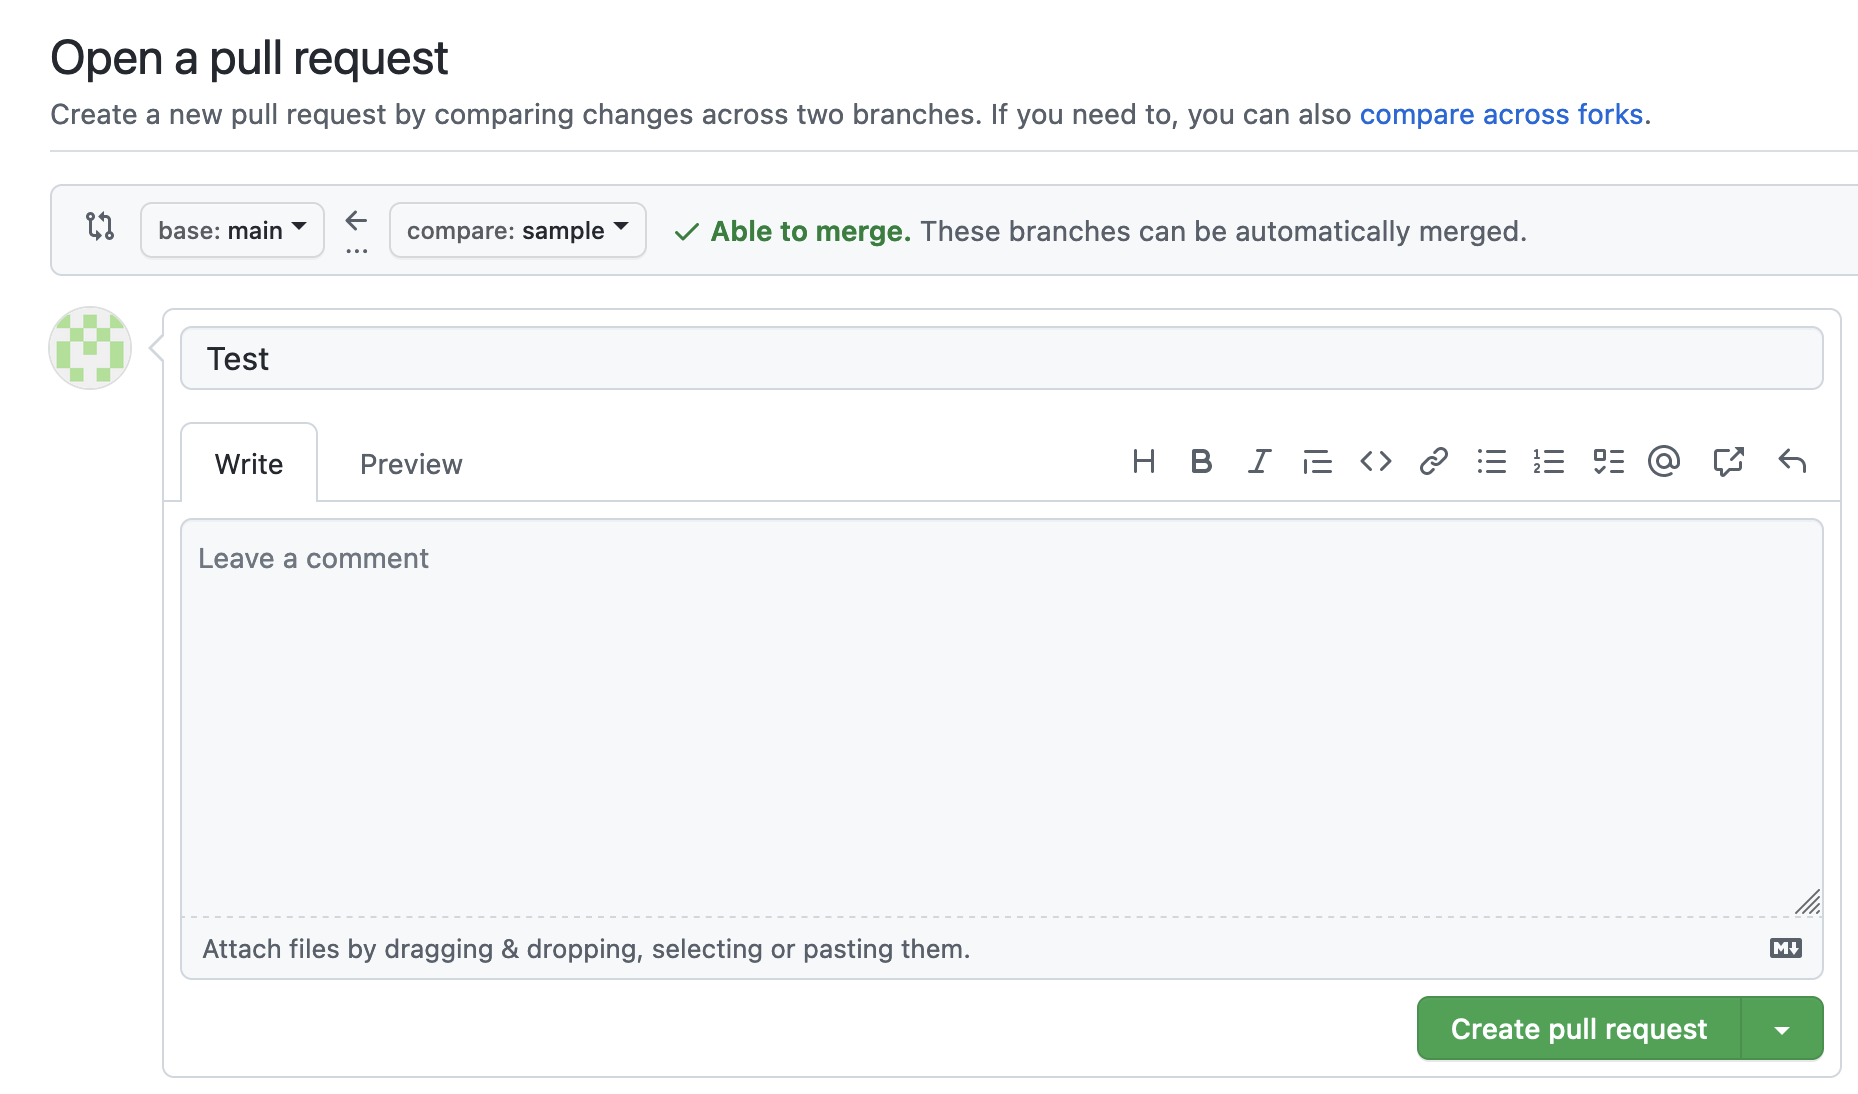 Open a pull request
Create a new pull request by comparing changes across two branches. If you need to, you can also compare across forks.
base: main ← compare: sample ✓ Able to merge. These branches can be automatically merged.
...
Test
Write Preview
Leave a comment
Attach files by dragging & dropping, selecting or pasting them.
Create pull request